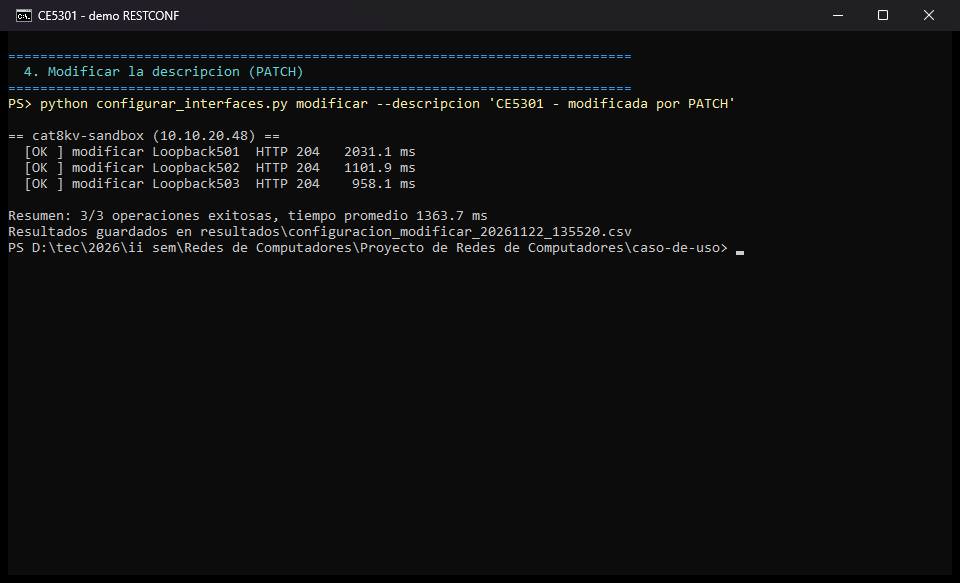 CE5301 - demo RESTCONF
==============================================================================
4. Modificar la descripcion (PATCH)
==============================================================================
PS> python configurar_interfaces.py modificar --descripcion 'CE5301 - modificada por PATCH'
== cat8kv-sandbox (10.10.20.48) ==
[OK ] modificar Loopback501  HTTP 204   2031.1 ms
[OK ] modificar Loopback502  HTTP 204   1101.9 ms
[OK ] modificar Loopback503  HTTP 204    958.1 ms
Resumen: 3/3 operaciones exitosas, tiempo promedio 1363.7 ms
Resultados guardados en resultados\configuracion_modificar_20261122_135520.csv
PS D:\tec\2026\ii sem\Redes de Computadores\Proyecto de Redes de Computadores\caso-de-uso>